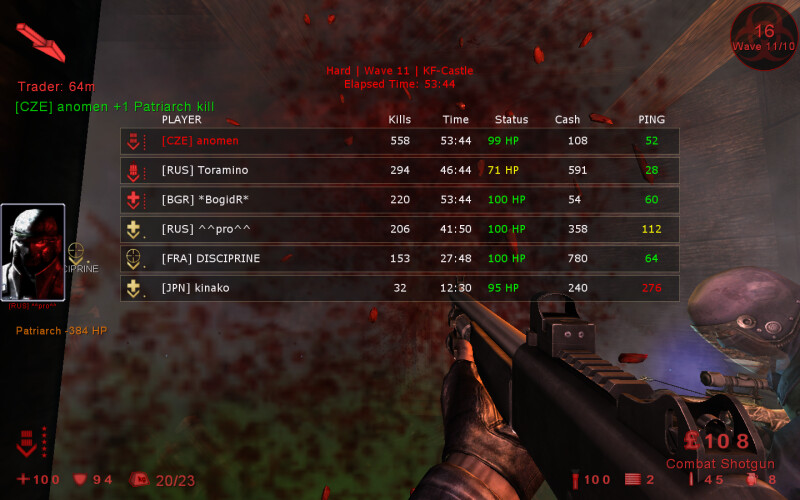 16
Wave 11/10
Hard | Wave 11 | KF-Castle
Elapsed Time: 53:44
Trader: 64m
[CZE] anomen +1 Patriarch kill
PLAYER Kills Time Status Cash PING
[CZE] anomen 558 53:44 99 HP 108 52
[RUS] Toramino 294 46:44 71 HP 591 28
[BGR] *BogidR* 220 53:44 100 HP 54 60
[RUS] ^^pro^^ 206 41:50 100 HP 358 112
[FRA] DISCIPRINE 153 27:48 100 HP 780 64
[JPN] kinako 32 12:30 95 HP 240 276
CIPRINE
[RUS] ^^pro^^
Patriarch -384 HP
£108
Combat Shotgun
100 94 20/23 100 2 45 8